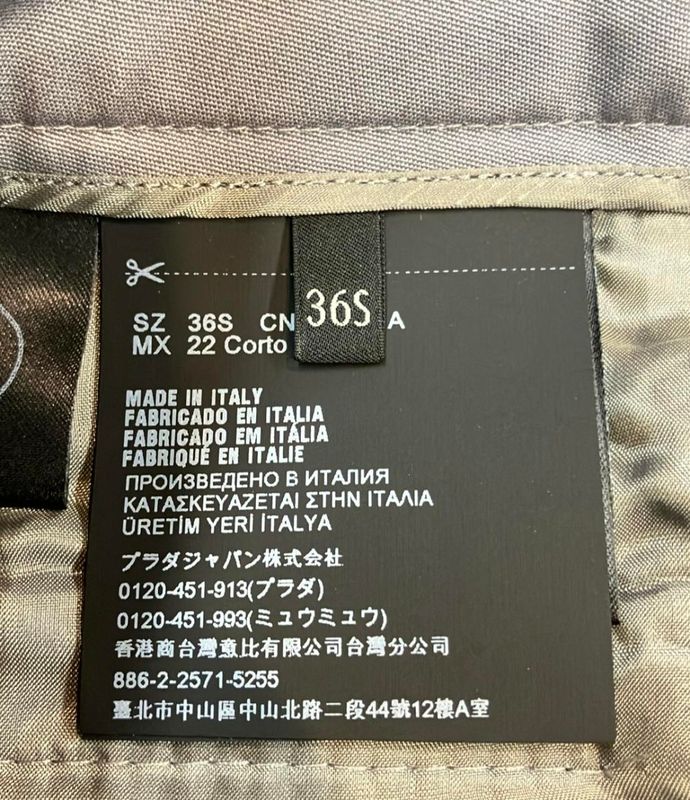 36S
SZ 36S CN A
MX 22 Corto
MADE IN ITALY
FABRICADO EN ITALIA
FABRICADO EM ITÁLIA
FABRIQUÉ EN ITALIE
ПРОИЗВЕДЕНО В ИТАЛИЯ
ΚΑΤΑΣΚΕΥΑΖΕΤΑΙ ΣΤΗΝ ΙΤΑΛΙΑ
ÜRETİM YERİ İTALYA
プラダジャパン株式会社
0120-451-913(プラダ)
0120-451-993(ミュウミュウ)
香港商台灣意比有限公司台灣分公司
886-2-2571-5255
臺北市中山區中山北路二段44號12樓A室